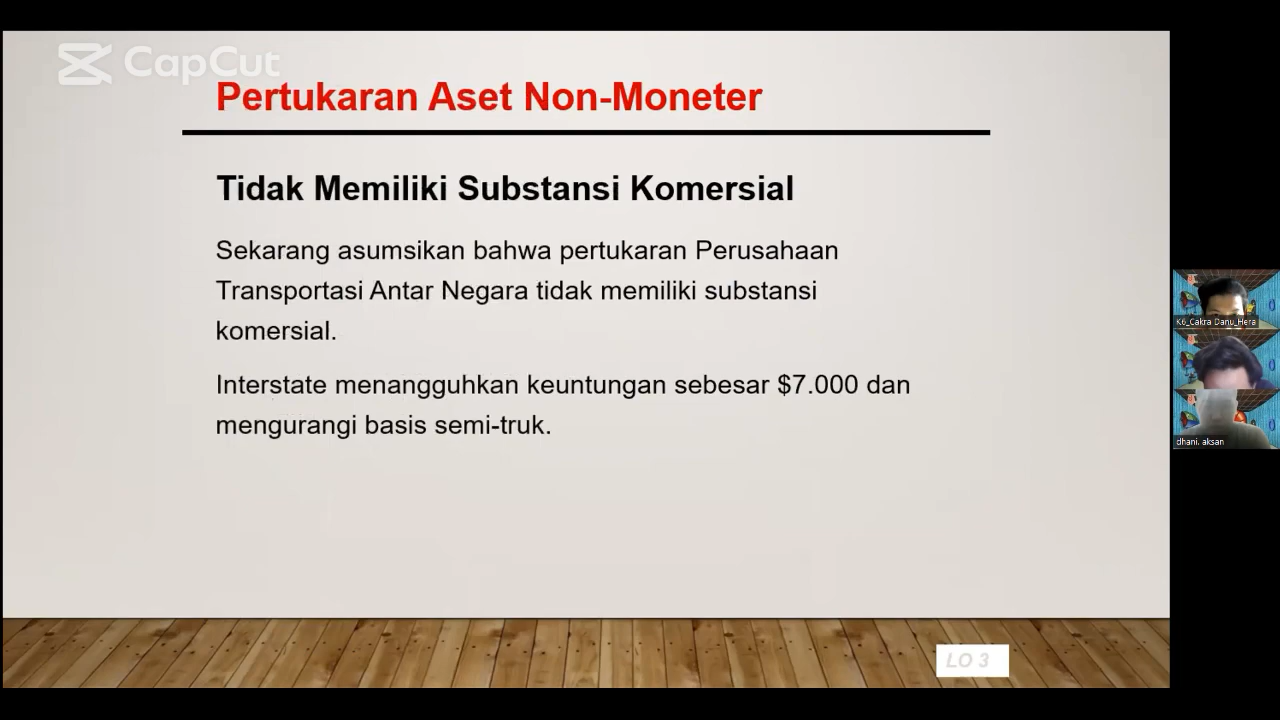 CapCut
Pertukaran Aset Non-Moneter
Tidak Memiliki Substansi Komersial
Sekarang asumsikan bahwa pertukaran Perusahaan
Transportasi Antar Negara tidak memiliki substansi
komersial.
Interstate menangguhkan keuntungan sebesar $7.000 dan
mengurangi basis semi-truk.
K6_Cakra Danu_Hera
dhani. aksan
LO 3